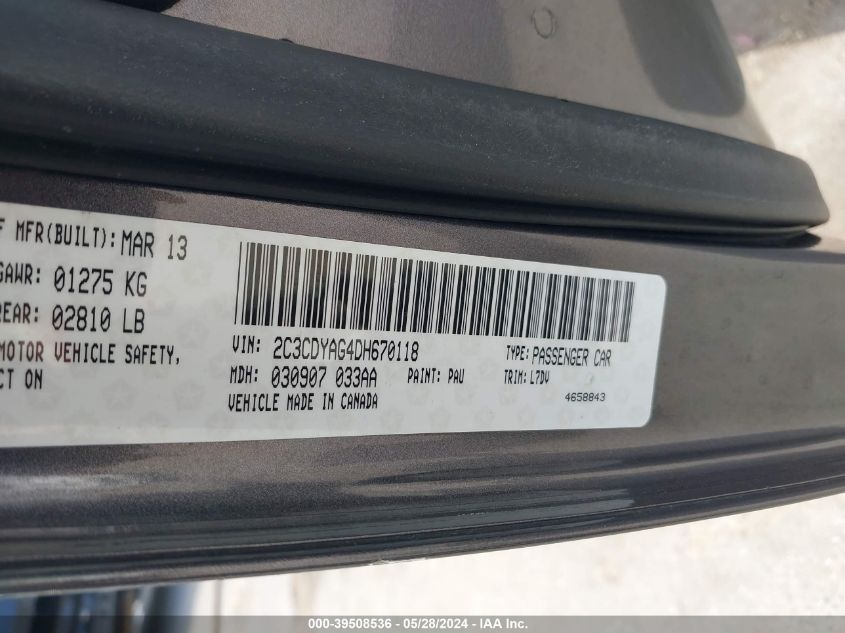 F MFR(BUILT): MAR 13
GAWR: 01275 KG
REAR: 02810 LB
MOTOR VEHICLE SAFETY,
CT ON
VIN: 2C3CDYAG4DH670118
TYPE: PASSENGER CAR
MDH: 030907 033AA
PAINT: PAU
TRIM: L7DV
VEHICLE MADE IN CANADA
4658843
000-39508536 - 05/28/2024 - IAA Inc.